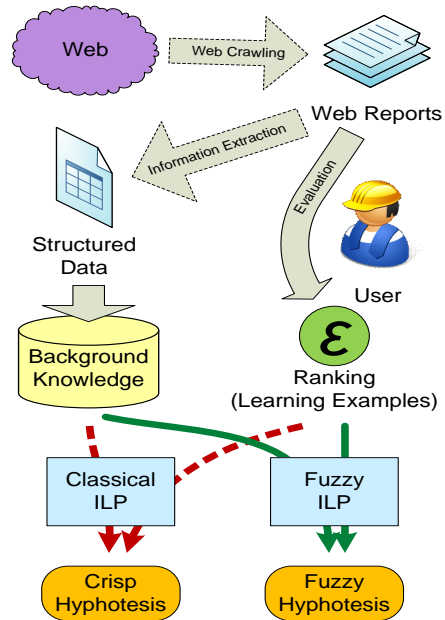 Web
Web Crawling
Web Reports
Information Extraction
Evaluation
Structured
Data
User
Background
Knowledge
ε
Ranking
(Learning Examples)
Classical
ILP
Fuzzy
ILP
Crisp
Hyphotesis
Fuzzy
Hyphotesis